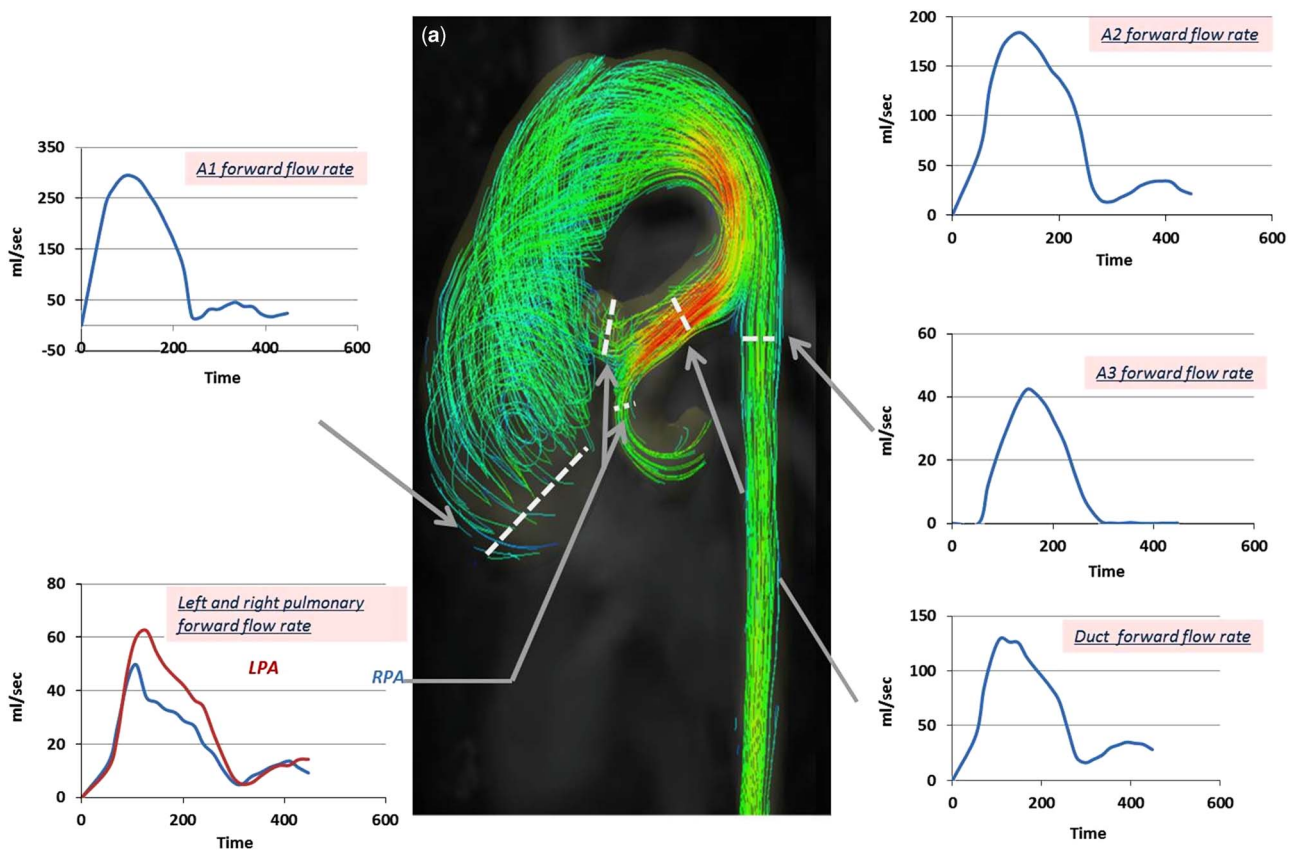 (a)
A1 forward flow rate
350
250
150
50
-50
ml/sec
0
200
400
600
Time
Left and right pulmonary
forward flow rate
LPA
RPA
80
60
40
20
0
ml/sec
0
200
400
600
Time
A2 forward flow rate
200
150
100
50
0
ml/sec
0
200
400
600
Time
A3 forward flow rate
60
40
20
0
ml/sec
0
200
400
600
Time
Duct forward flow rate
150
100
50
0
ml/sec
0
200
400
600
Time